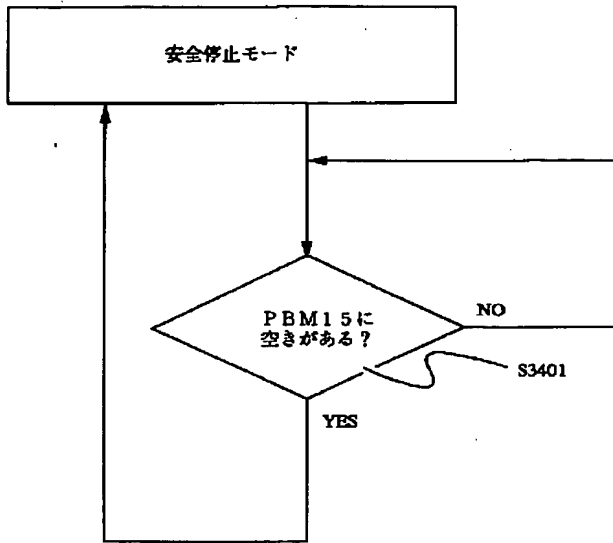 安全停止モード
PBM15に
空きがある?
NO
S3401
YES